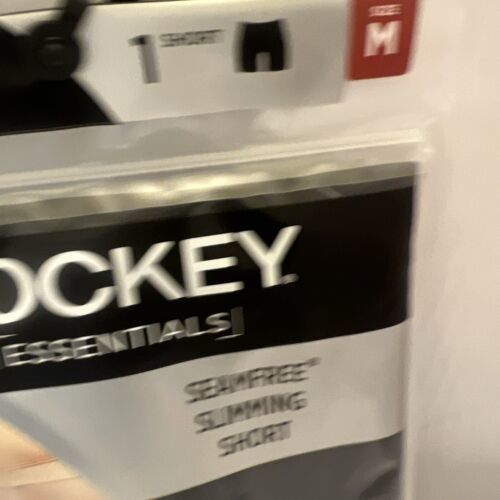 1 SHORT
SIZE:
M
OCKEY
ESSENTIALS
SEAMFREE®
SLIMMING
SHORT